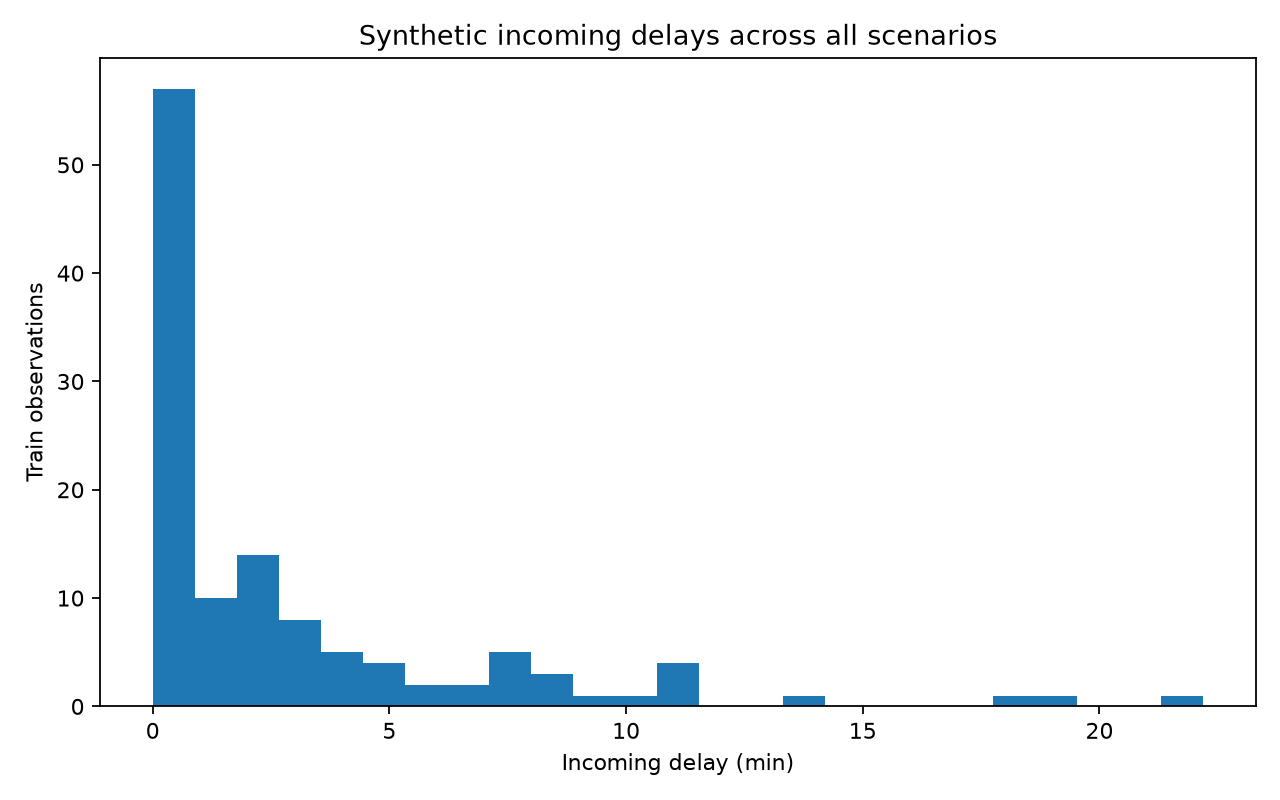 Synthetic incoming delays across all scenarios
Train observations
50
40
30
20
10
0
0 5 10 15 20
Incoming delay (min)